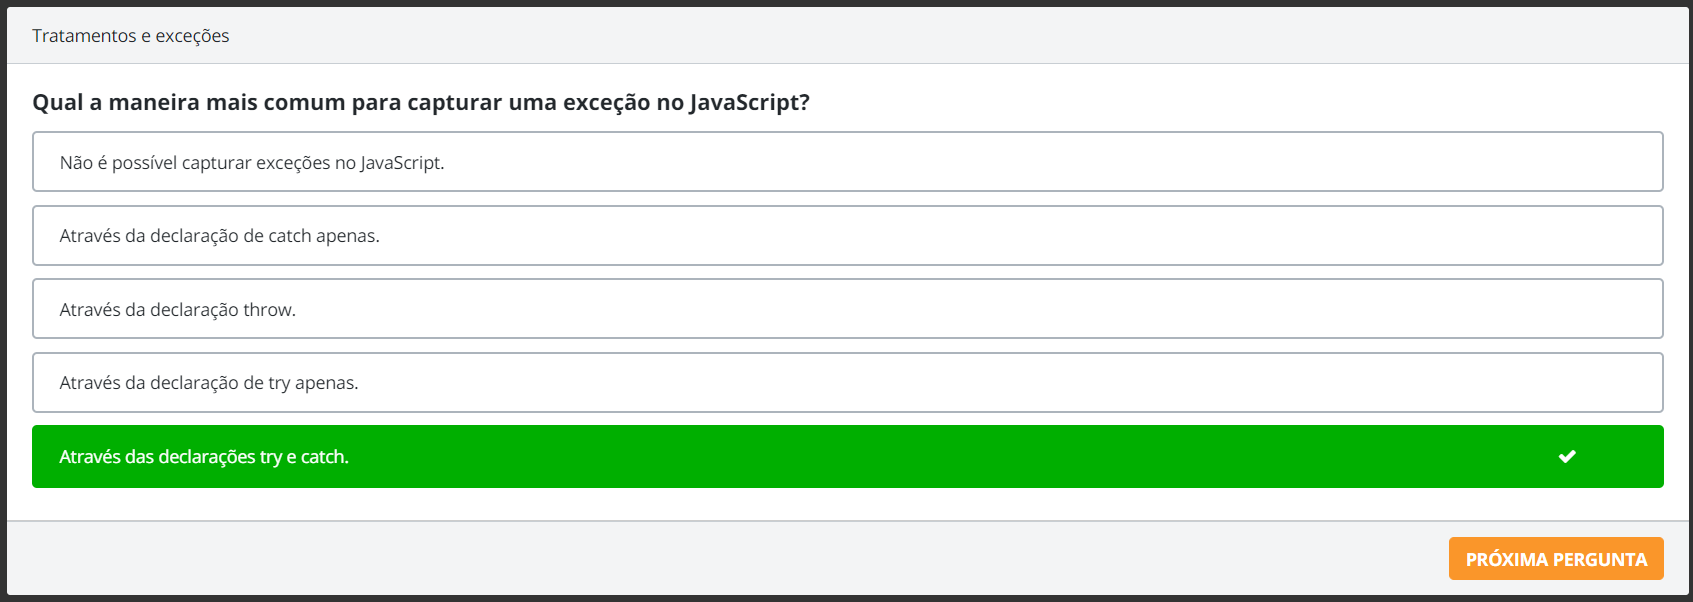 Tratamentos e exceções
Qual a maneira mais comum para capturar uma exceção no JavaScript?
Não é possível capturar exceções no JavaScript.
Através da declaração de catch apenas.
Através da declaração throw.
Através da declaração de try apenas.
Através das declarações try e catch.
PRÓXIMA PERGUNTA